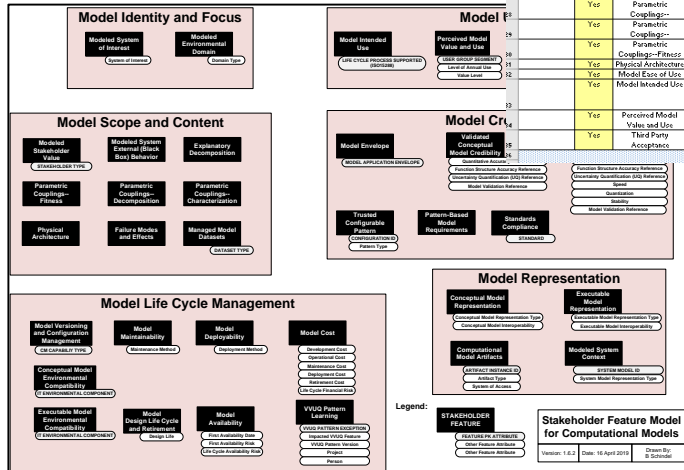 Model Identity and Focus
Modeled System
of Interest
System of Interest
Modeled
Environmental
Domain
Domain Type
Model
Model Intended
Use
LIFE CYCLE PROCESS SUPPORTED
(ISO15288)
Perceived Model
Value and Use
USER GROUP SEGMENT
Level of Annual Use
Value Level
28
Yes
Parametric
Couplings--
29
Yes
Parametric
Couplings--
30
Yes
Parametric
Couplings--Fitness
31
Yes
Physical Architecture
32
Yes
Model Ease of Use
33
Yes
Model Intended Use
Yes
Perceived Model
Value and Use
35
Yes
Third Party
Acceptance
36
Model Scope and Content
Modeled
Stakeholder
Value
STAKEHOLDER TYPE
Modeled System
External (Black
Box) Behavior
Explanatory
Decomposition
Parametric
Couplings--
Fitness
Parametric
Couplings--
Decomposition
Parametric
Couplings--
Characterization
Physical
Architecture
Failure Modes
and Effects
Managed Model
Datasets
DATASET TYPE
Model Envelope
MODEL APPLICATION ENVELOPE
Validated
Conceptual
Model Credibility
Function Structure Accuracy Reference
Uncertainty Quantification (UQ) Reference
Model Validation Reference
Function Structure Accuracy Reference
Uncertainty Quantification (UQ) Reference
Speed
Quantization
Stability
Model Validation Reference
Trusted
Configurable
Pattern
CONFIGURATION ID
Pattern Type
Pattern-Based
Model
Requirements
Standards
Compliance
STANDARD
Model Representation
Conceptual Model
Representation
Conceptual Model Representation Type
Conceptual Model Interoperability
Executable
Model
Representation
Executable Model Representation Type
Executable Model Interoperability
Computational
Model Artifacts
ARTIFACT INSTANCE ID
Artifact Type
System of Access
Modeled System
Context
SYSTEM MODEL ID
System Model Representation Type
Model Life Cycle Management
Model Versioning
and Configuration
Management
CM CAPABILITY TYPE
Model
Maintainability
Maintenance Method
Model
Deployability
Deployment Method
Model Cost
Development Cost
Operational Cost
Maintenance Cost
Deployment Cost
Retirement Cost
Life Cycle Financial Risk
Conceptual Model
Environmental
Compatibility
IT ENVIRONMENTAL COMPONENT
Executable Model
Environmental
Compatibility
IT ENVIRONMENTAL COMPONENT
Model
Design Life Cycle
and Retirement
Design Life
Model
Availability
First Availability Date
First Availability Risk
Life Cycle Availability Risk
VVUQ Pattern
Learning
VVUQ PATTERN EXCEPTION
Impacted VVUQ Feature
VVUQ Pattern Version
Project
Person
Legend:
STAKEHOLDER
FEATURE
FEATURE PK ATTRIBUTE
Other Feature Attribute
Other Feature Attribute
Stakeholder Feature Model
for Computational Models
Version: 1.6.2
Date: 16 April 2019
Drawn By:
B Schindel